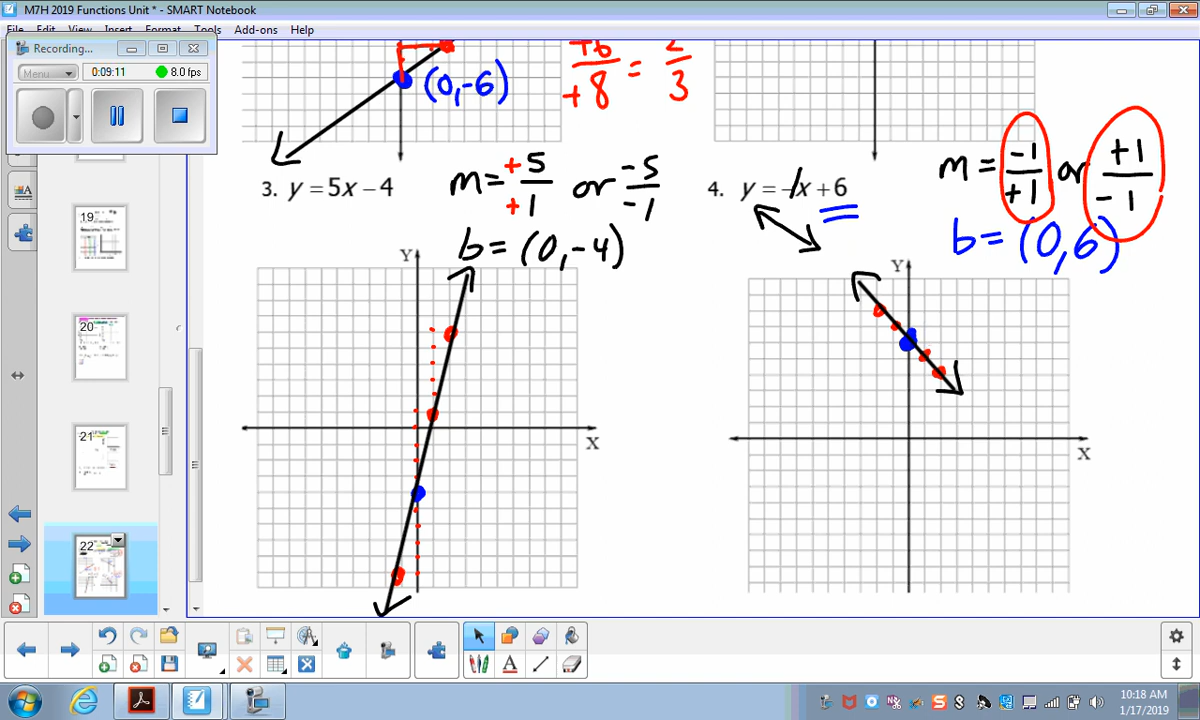 M7H 2019 Functions Unit * - SMART Notebook
File Edit View Insert Format Tools Add-ons Help
Recording...
Menu 0:09:11 8.0 fps
(0,-6)
+6/+8 = 2/3
3. y = 5x - 4
m = +5/+1 or -5/-1
b = (0,-4)
4. y = -1x + 6
m = -1/+1 or +1/-1
b = (0,6)
Y
X
Y
X
19
20
21
22
10:18 AM
1/17/2019